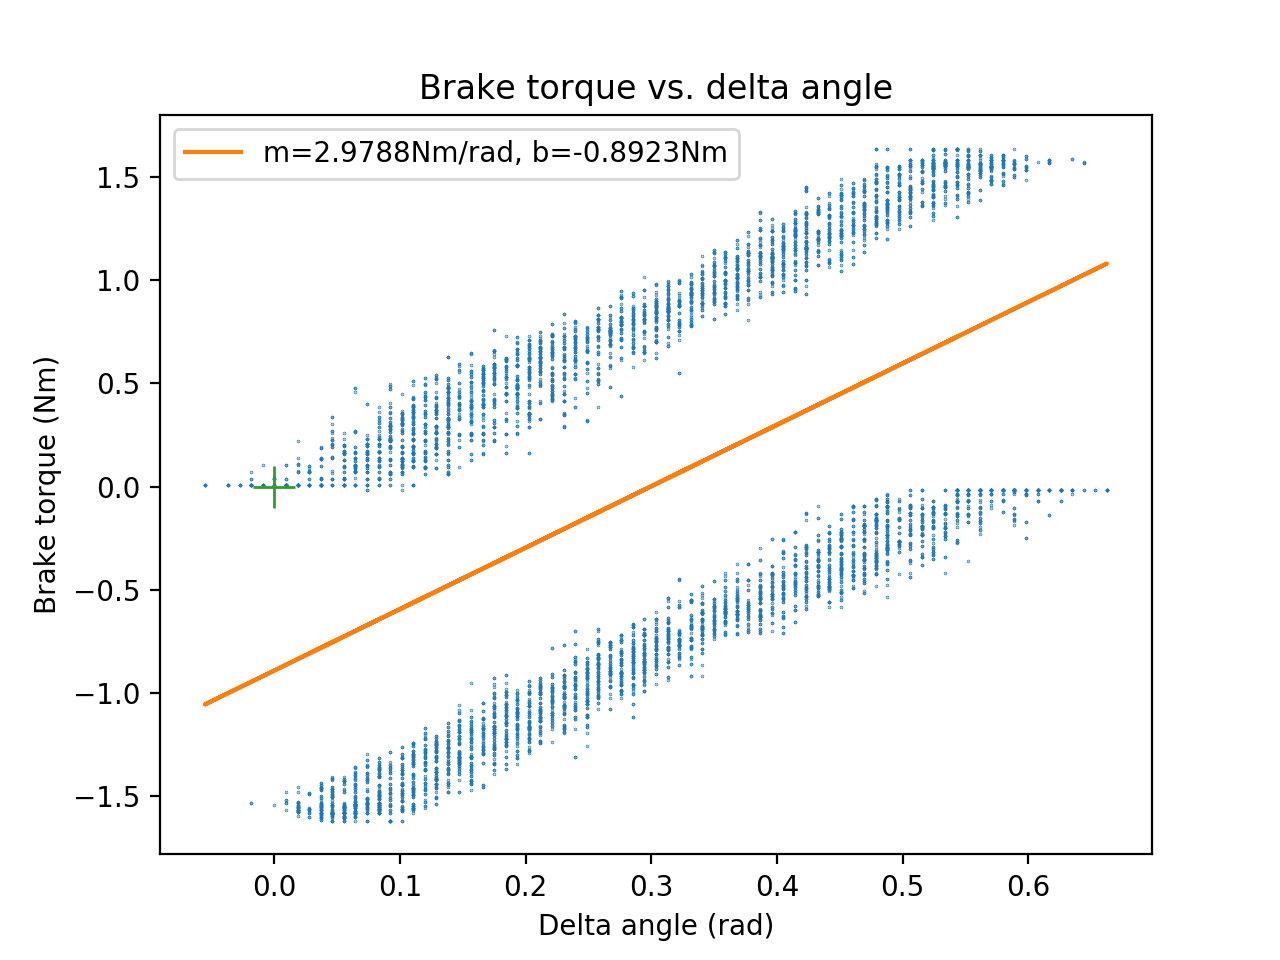 Brake torque vs. delta angle
m=2.9788Nm/rad, b=-0.8923Nm
1.5
1.0
0.5
0.0
−0.5
−1.0
−1.5
Brake torque (Nm)
0.0 0.1 0.2 0.3 0.4 0.5 0.6
Delta angle (rad)